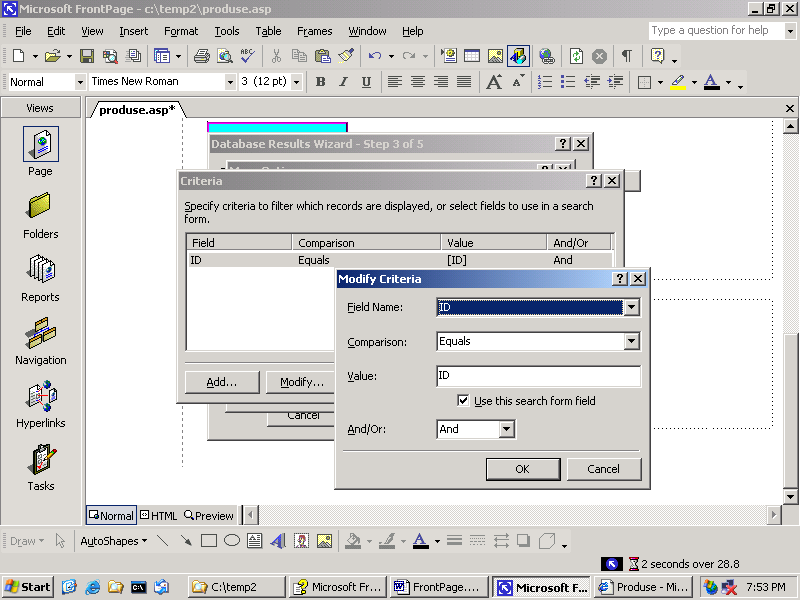 Microsoft FrontPage - c:\temp2\produse.asp
File Edit View Insert Format Tools Table Frames Window Help
Type a question for help
Normal Times New Roman 3 (12 pt) B I U A A A
Views
produse.asp*
Page
Folders
Reports
Navigation
Hyperlinks
Tasks
Database Results Wizard - Step 3 of 5
Criteria
Specify criteria to filter which records are displayed, or select fields to use in a search
form.
Field Comparison Value And/Or
ID Equals [ID] And
Add... Modify...
Cancel
Modify Criteria
Field Name: ID
Comparison: Equals
Value: ID
Use this search form field
And/Or: And
OK Cancel
Normal HTML Preview
Draw AutoShapes A
2 seconds over 28.8
Start C:\temp2 Microsoft Fr... FrontPage.... Microsoft F... Produse - Mi... 7:53 PM